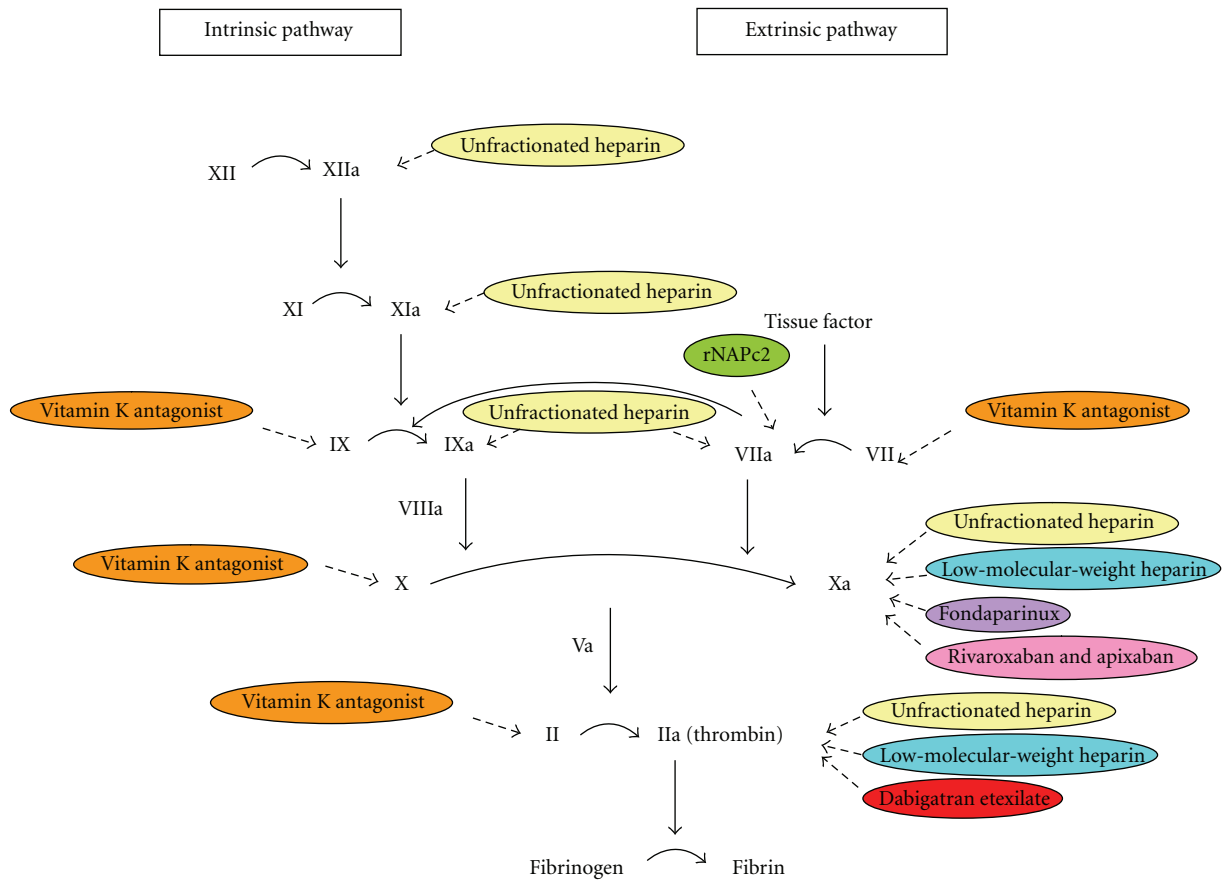 Intrinsic pathway
Extrinsic pathway
Unfractionated heparin
XII
XIIa
Unfractionated heparin
XI
XIa
Tissue factor
rNAPc2
Vitamin K antagonist
Unfractionated heparin
Vitamin K antagonist
IX
IXa
VIIa
VII
VIIIa
Unfractionated heparin
Vitamin K antagonist
Low-molecular-weight heparin
X
Xa
Fondaparinux
Va
Rivaroxaban and apixaban
Vitamin K antagonist
Unfractionated heparin
II
IIa (thrombin)
Low-molecular-weight heparin
Dabigatran etexilate
Fibrinogen
Fibrin